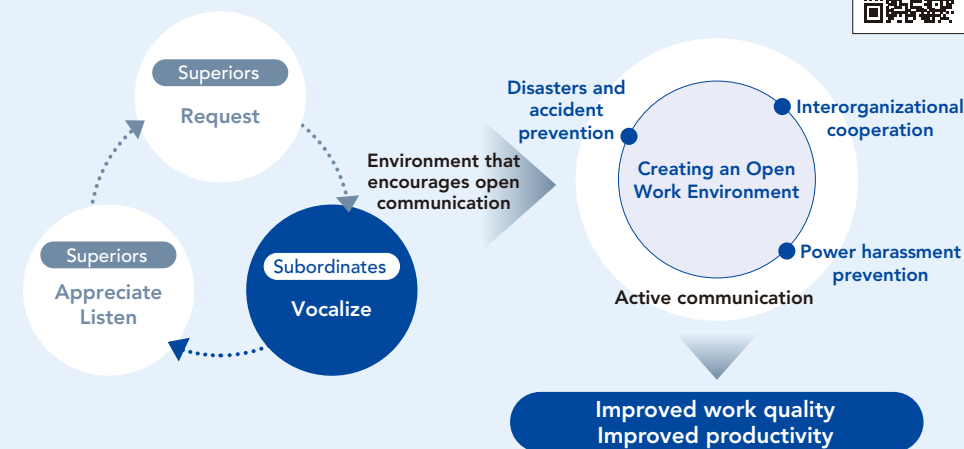 Superiors
Request
Superiors
Appreciate
Listen
Subordinates
Vocalize
Environment that
encourages open
communication
Disasters and
accident
prevention
Interorganizational
cooperation
Creating an Open
Work Environment
Power harassment
prevention
Active communication
Improved work quality
Improved productivity